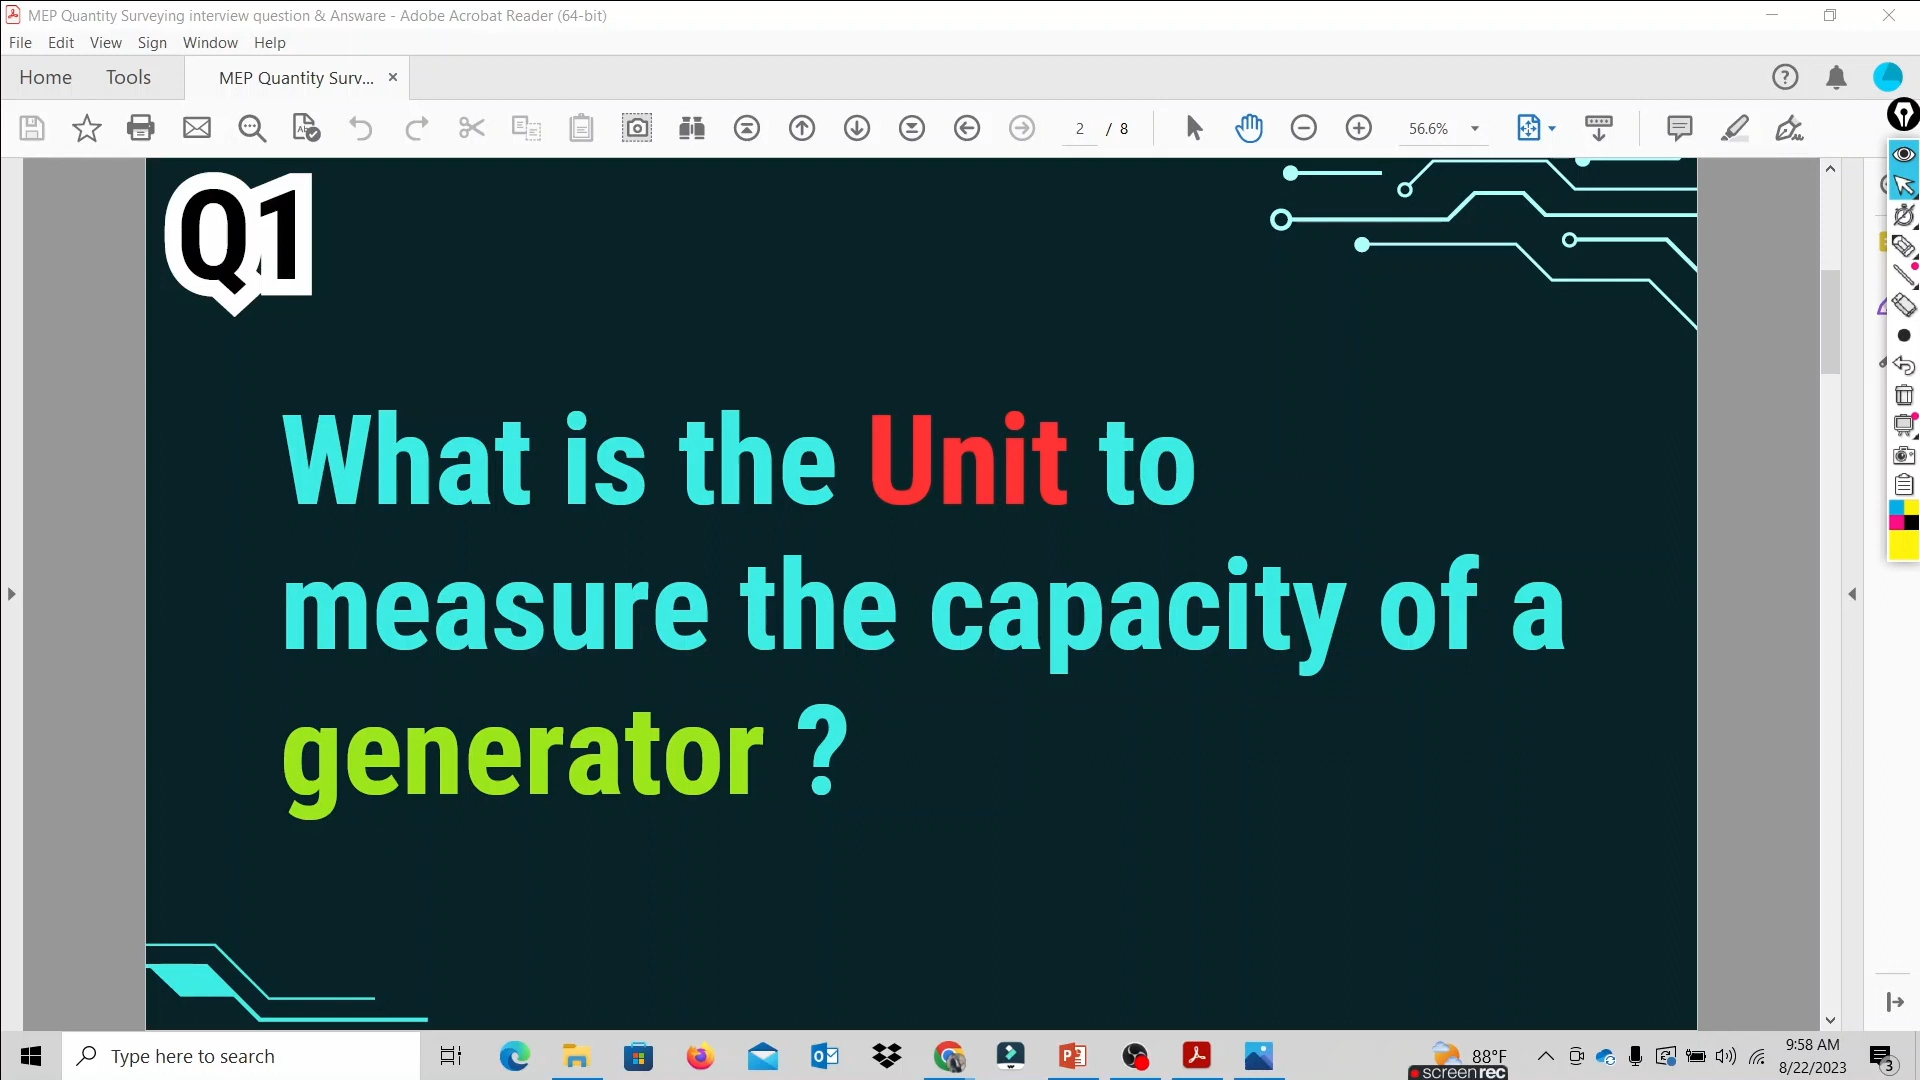 MEP Quantity Surveying interview question & Answare - Adobe Acrobat Reader (64-bit)
File Edit View Sign Window Help
Home Tools MEP Quantity Surv... ×
2 / 8 56.6%
Q1
What is the Unit to
measure the capacity of a
generator ?
Type here to search
88°F
screenrec
9:58 AM
8/22/2023
3